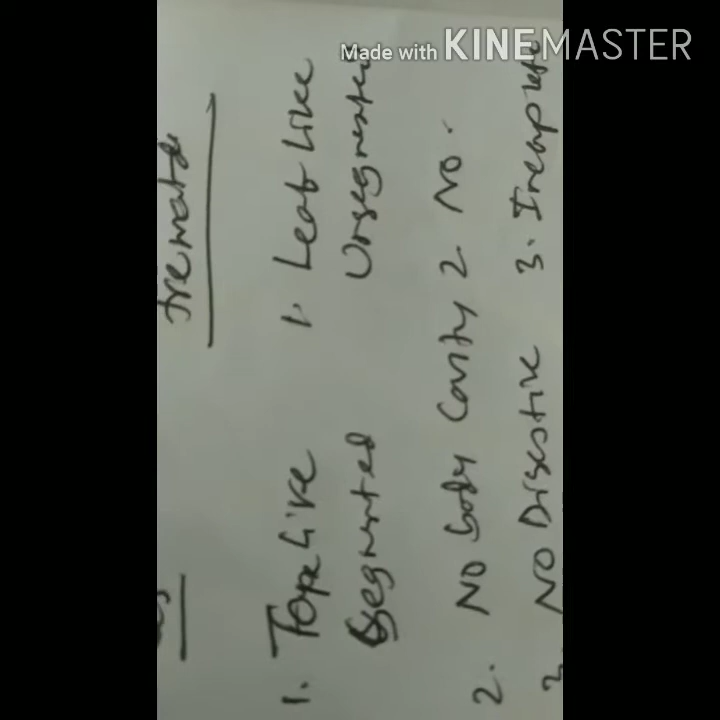 Made with KINEMASTER
trematode
1. Tape Like 1. Leaf Like
Segmented Unsegmented
2. No body Cavity 2 No.
3. No Digestive 3. Incomplete